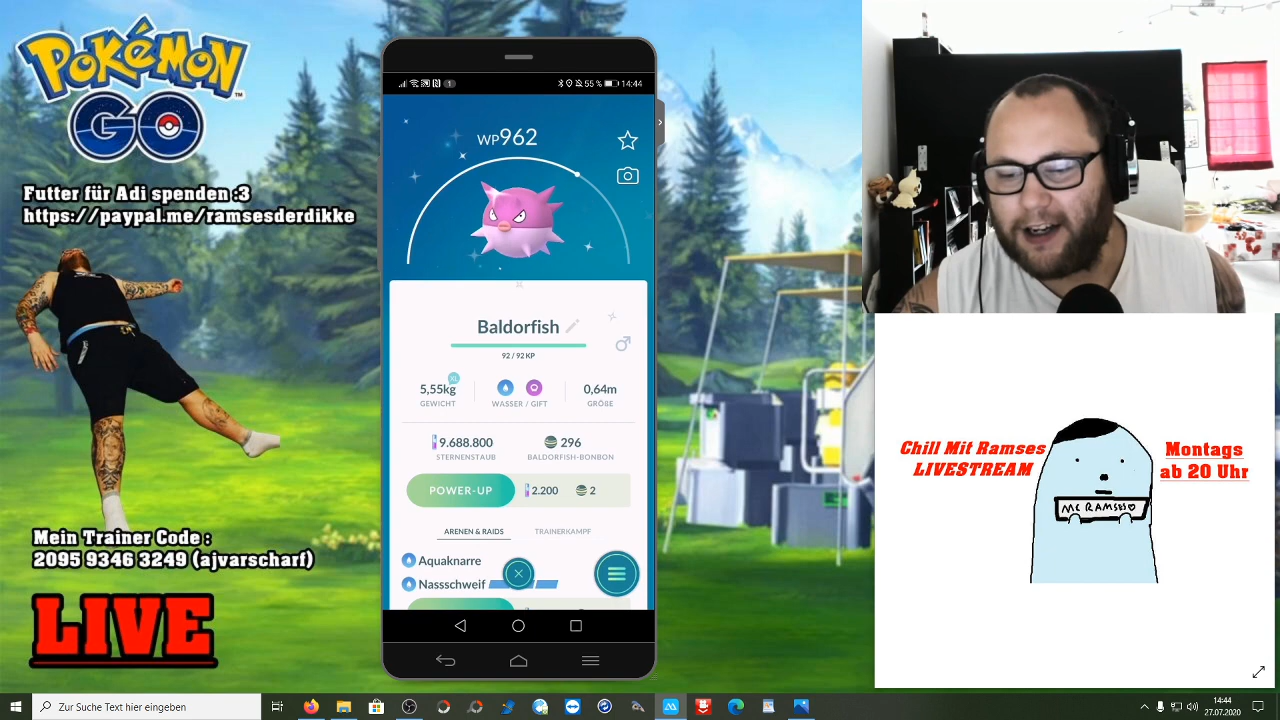 POKÉMON
GO
Futter für Adi spenden :3
https://paypal.me/ramsesderdikke
Mein Trainer Code :
2095 9346 3249 (ajvarscharf)
LIVE
1
55 %
14:44
WP962
Baldorfish
92 / 92 KP
XL
5,55kg
GEWICHT
WASSER / GIFT
0,64m
GRÖßE
9.688.800
STERNENSTAUB
296
BALDORFISH-BONBON
POWER-UP
2.200
2
ARENEN & RAIDS
TRAINERKAMPF
Aquaknarre
Nassschweif
Chill Mit Ramses
LIVESTREAM
Montags
ab 20 Uhr
MC RAMSES
Zur Suche Text hier eingeben
14:44
27.07.2020